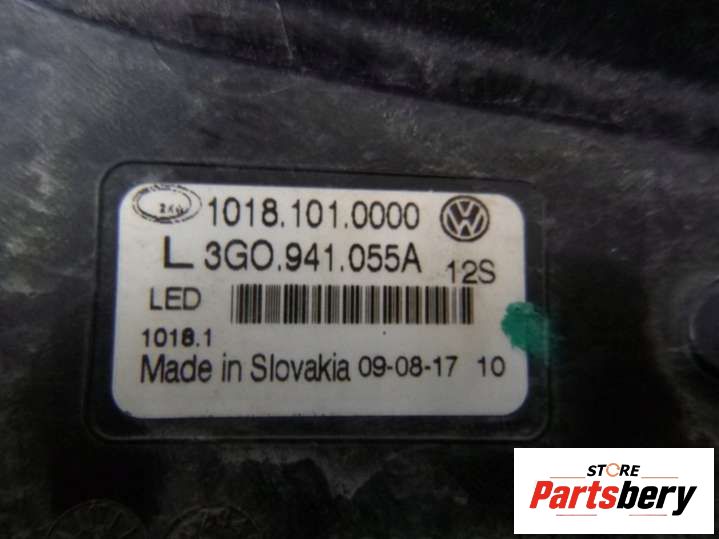 1018.101.0000
L 3G0.941.055A 12S
LED
1018.1
Made in Slovakia 09-08-17 10
STORE
Partsbery